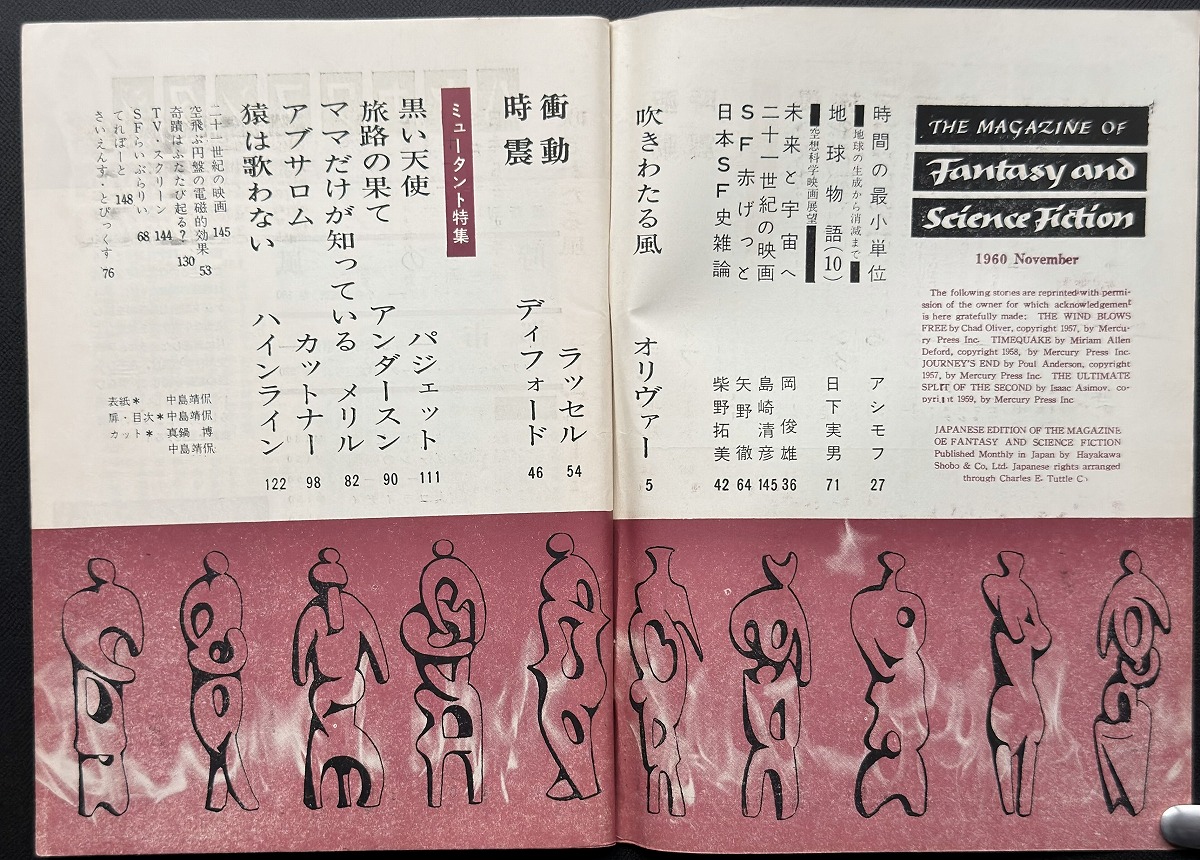 THE MAGAZINE OF
Fantasy and
Science Fiction
1960 November
The following stories are reprinted with permi-
ssion of the owner for which acknowledgement
is here gratefully made: THE WIND BLOWS
FREE by Chad Oliver, copyright 1957, by Mercu-
ry Press Inc. TIMEQUAKE by Miriam Allen
Deford, copyright 1958, by Mercury Press Inc.
JOURNEY'S END by Poul Anderson, copyright
1957, by Mercury Press Inc. THE ULTIMATE
SPLIT OF THE SECOND by Isaac Asimov. co-
pyright 1959, by Mercury Press Inc
JAPANESE EDITION OF THE MAGAZINE
OE FANTASY AND SCIENCE FICTION
Published Monthly in Japan by Hayakawa
Shobo & Co, Ltd. Japanese rights arranged
through Charles E. Tuttle C
時間の最小単位 アシモフ 27
地球の生成から消滅まで
地球物語(10) 日下実男 71
空想科学映画展望
未来と宇宙へ 岡俊雄 36
二十一世紀の映画 島崎清彦 145
SF赤げっと 矢野徹 64
日本SF史雑論 柴野拓美 42
吹きわたる風 オリヴァー 5
衝動 ラッセル 54
時震 ディフォード 46
ミュータント特集
黒い天使 パジェット 111
旅路の果て アンダースン 90
ママだけが知っている メリル 82
アブサロム カットナー 98
猿は歌わない ハインライン 122
二十一世紀の映画 145
空飛ぶ円盤の電磁的効果 53
奇蹟はふたたび起る? 130
TV・スクリーン 144
SFらいぶらりい 68
てれぽーと 148
さいえんす・とぴっくす 76
表紙* 中島靖侃
扉・目次* 中島靖侃
カット* 真鍋 博
中島靖侃